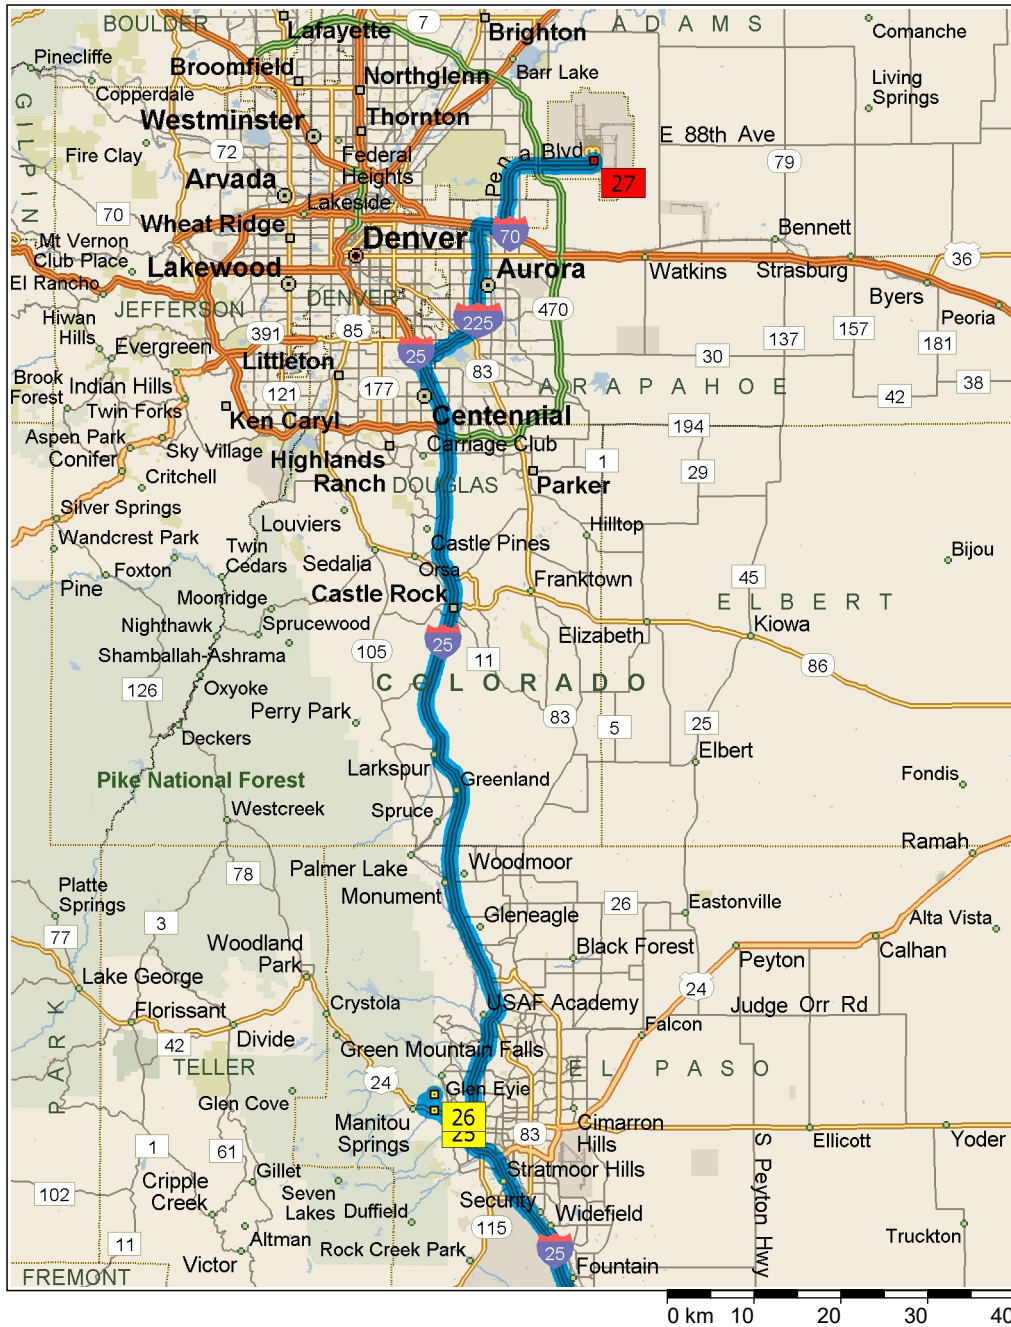 BOULDER
7
A D A M S
Lafayette
Brighton
Comanche
Pinecliffe
Broomfield
Northglenn
Barr Lake
Living
Springs
Copperdale
GILPIN
Westminster
Thornton
E 88th Ave
Fire Clay
72
Federal
Heights
Pena Blvd
79
Arvada
27
70
Lakeside
Wheat Ridge
Bennett
Mt Vernon
Club Place
Denver
70
36
Lakewood
Aurora
Watkins
Strasburg
El Rancho
Byers
JEFFERSON
DENVER
470
Peoria
Hiwan
Hills
225
391
85
137
157
181
Evergreen
25
Littleton
83
30
Brook
Forest
Indian Hills
121
177
A R A P A H O E
38
42
Twin Forks
Ken Caryl
Centennial
194
Aspen Park
Conifer
Sky Village
Carriage Club
Highlands
Ranch
1
29
Critchell
DOUGLAS
Parker
Silver Springs
Louviers
Hilltop
Wandcrest Park
Twin
Cedars
Castle Pines
Bijou
Foxton
Sedalia
Orsa
Pine
Franktown
45
Moonridge
Castle Rock
E L B E R T
Nighthawk
Sprucewood
Elizabeth
Kiowa
25
Shamballah-Ashrama
105
11
86
126
Oxyoke
C O L O R A D O
Perry Park
83
5
25
Deckers
Elbert
Larkspur
Pike National Forest
Greenland
Fondis
Westcreek
Spruce
Ramah
Palmer Lake
Woodmoor
78
Monument
Platte
Springs
26
Eastonville
3
Gleneagle
Alta Vista
77
Woodland
Park
Black Forest
Peyton
Calhan
Lake George
24
Crystola
USAF Academy
Judge Orr Rd
Florissant
Falcon
42
Divide
Green Mountain Falls
PARK
TELLER
E L P A S O
24
Glen Eyie
Glen Cove
Manitou
Springs
26
25
83
Cimarron
Hills
Ellicott
Yoder
1
61
S Peyton Hwy
Gillet
Stratmoor Hills
102
Cripple
Creek
Seven
Lakes
Duffield
Security
Widefield
115
Altman
Truckton
11
Victor
Rock Creek Park
25
Fountain
FREMONT
0 km 10 20 30 40